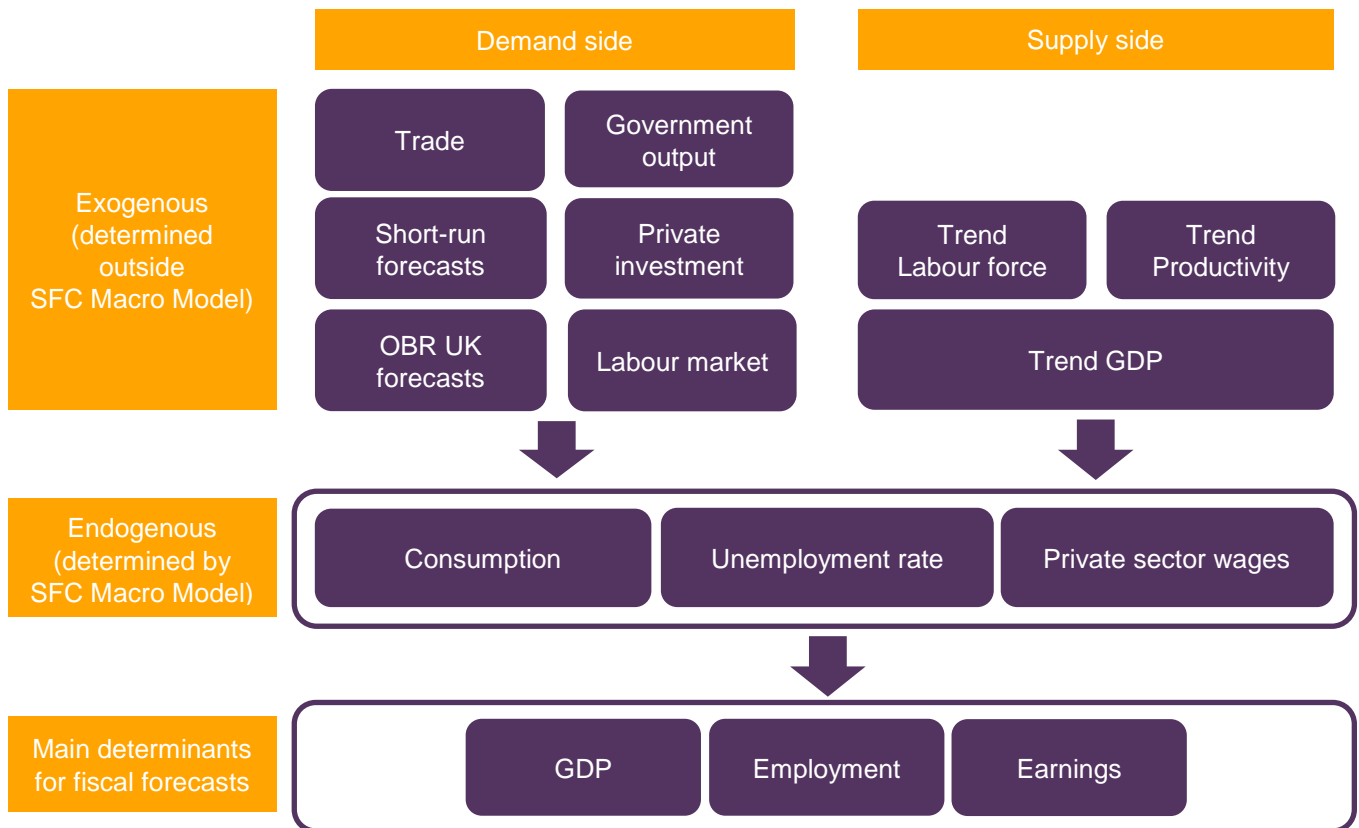 Demand side
Supply side
Exogenous
(determined
outside
SFC Macro Model)
Trade
Government
output
Short-run
forecasts
Private
investment
Trend
Labour force
Trend
Productivity
OBR UK
forecasts
Labour market
Trend GDP
Endogenous
(determined by
SFC Macro Model)
Consumption
Unemployment rate
Private sector wages
Main determinants
for fiscal forecasts
GDP
Employment
Earnings